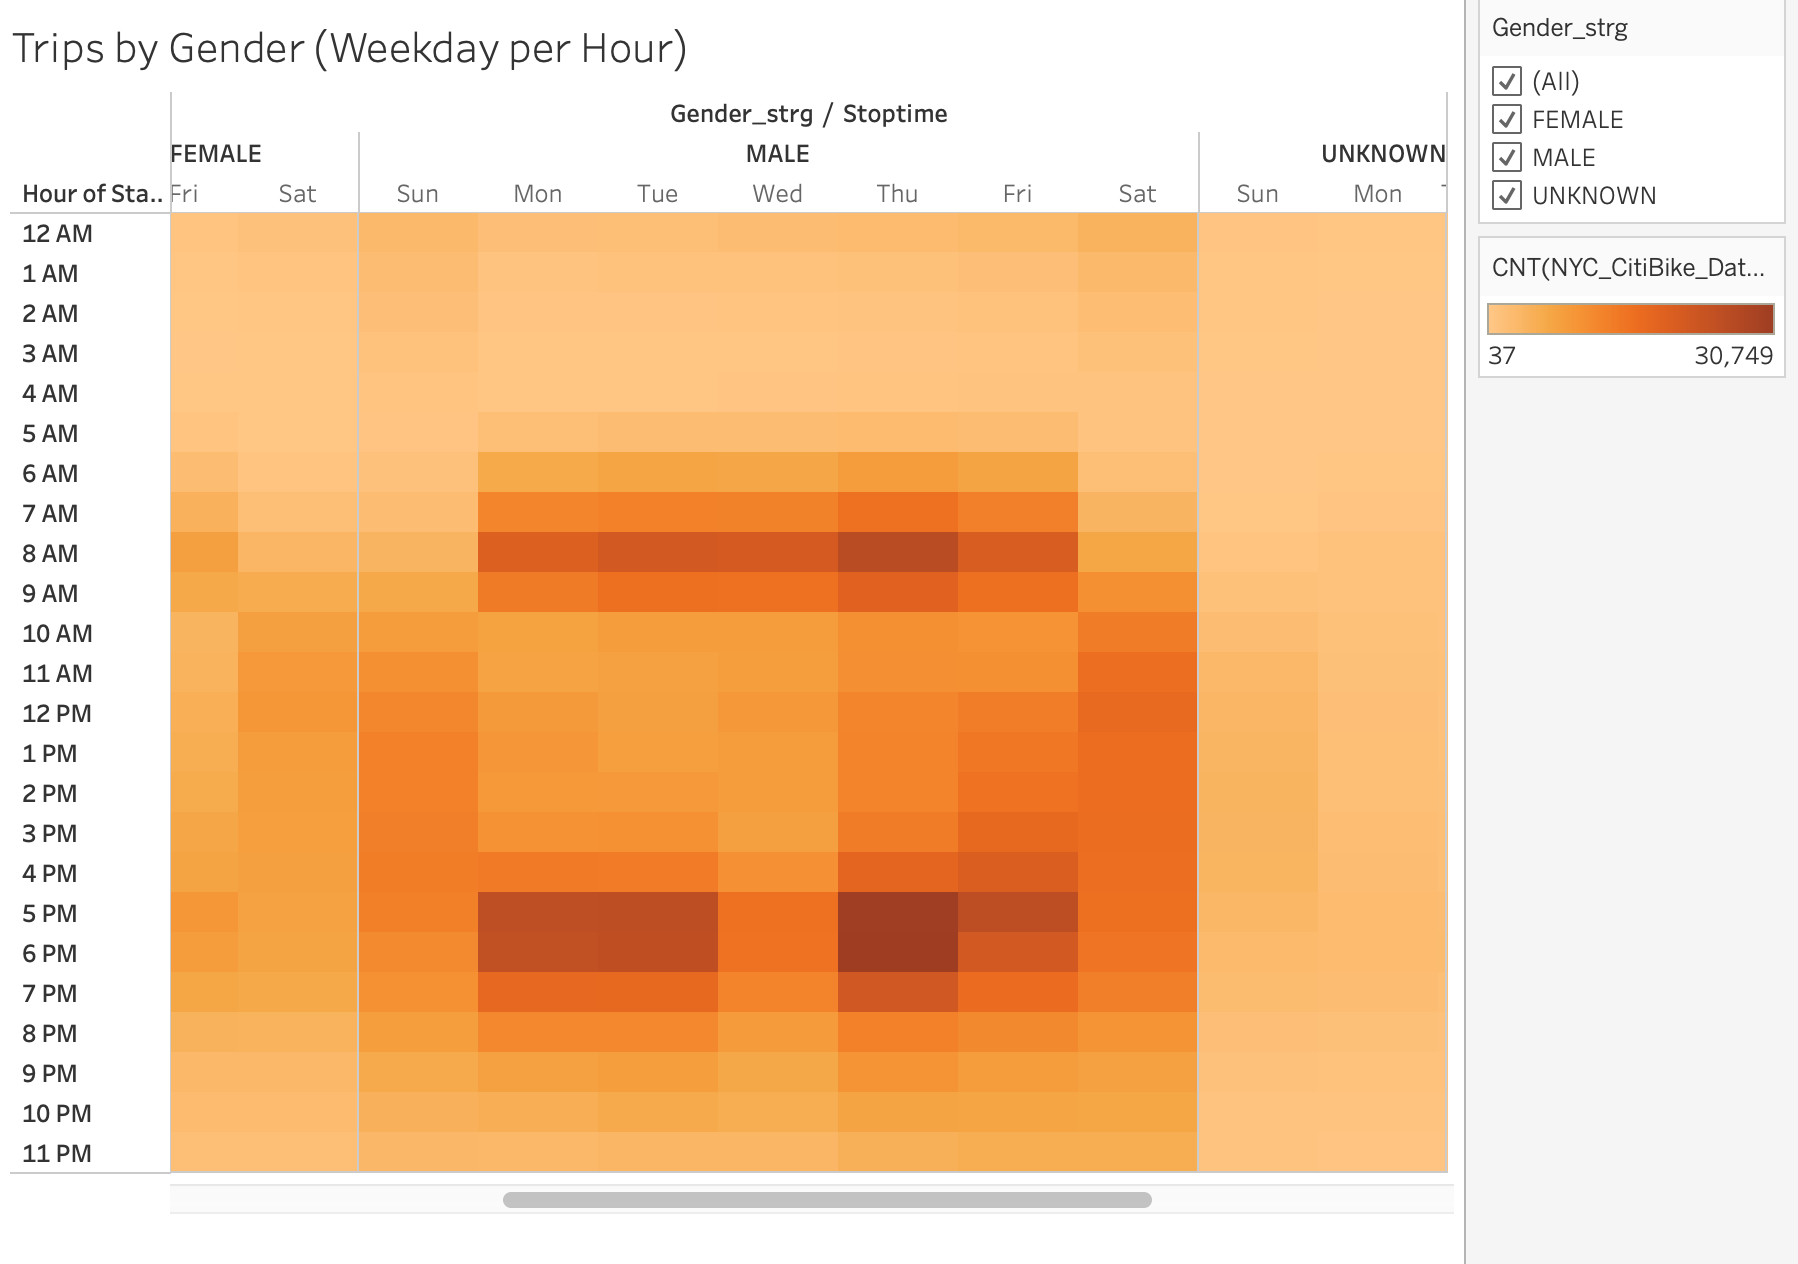 Trips by Gender (Weekday per Hour)
Gender_strg / Stoptime
FEMALE MALE UNKNOWN
Hour of Sta.. Fri Sat Sun Mon Tue Wed Thu Fri Sat Sun Mon
12 AM
1 AM
2 AM
3 AM
4 AM
5 AM
6 AM
7 AM
8 AM
9 AM
10 AM
11 AM
12 PM
1 PM
2 PM
3 PM
4 PM
5 PM
6 PM
7 PM
8 PM
9 PM
10 PM
11 PM
Gender_strg
(All)
FEMALE
MALE
UNKNOWN
CNT(NYC_CitiBike_Dat...
37 30,749